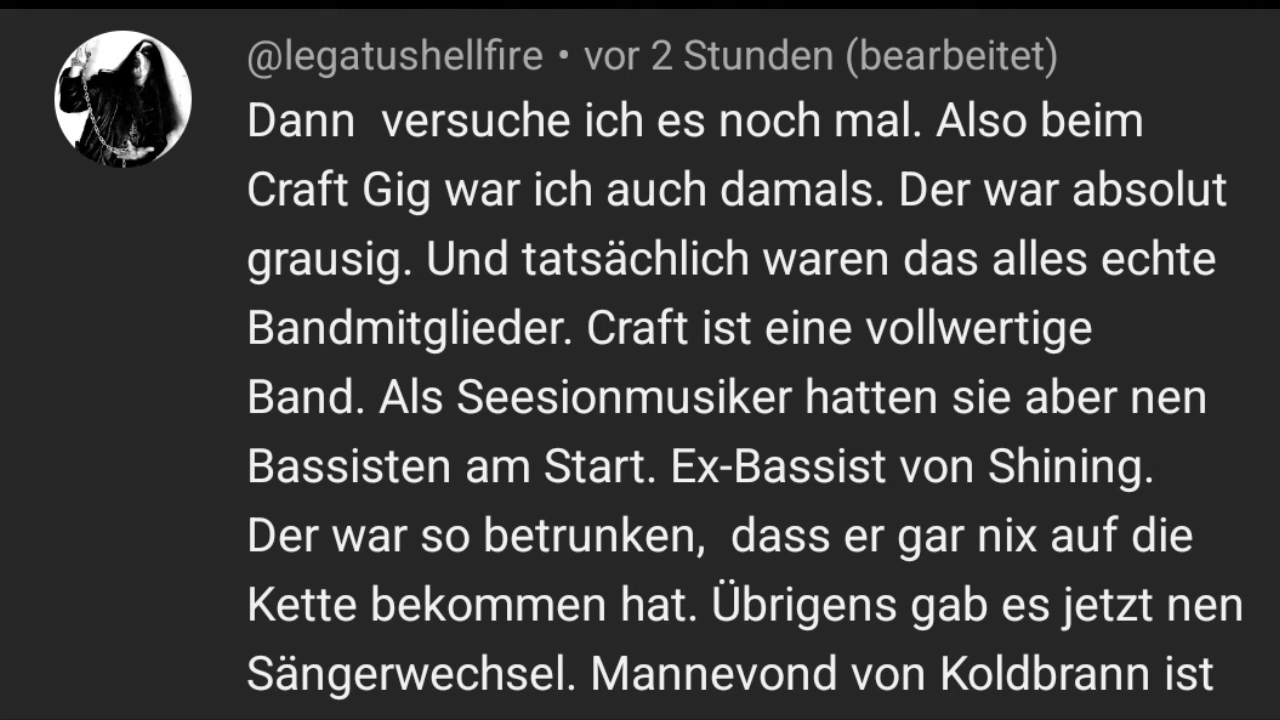 @legatushellfire • vor 2 Stunden (bearbeitet)
Dann  versuche ich es noch mal. Also beim
Craft Gig war ich auch damals. Der war absolut
grausig. Und tatsächlich waren das alles echte
Bandmitglieder. Craft ist eine vollwertige
Band. Als Seesionmusiker hatten sie aber nen
Bassisten am Start. Ex-Bassist von Shining.
Der war so betrunken,  dass er gar nix auf die
Kette bekommen hat. Übrigens gab es jetzt nen
Sängerwechsel. Mannevond von Koldbrann ist